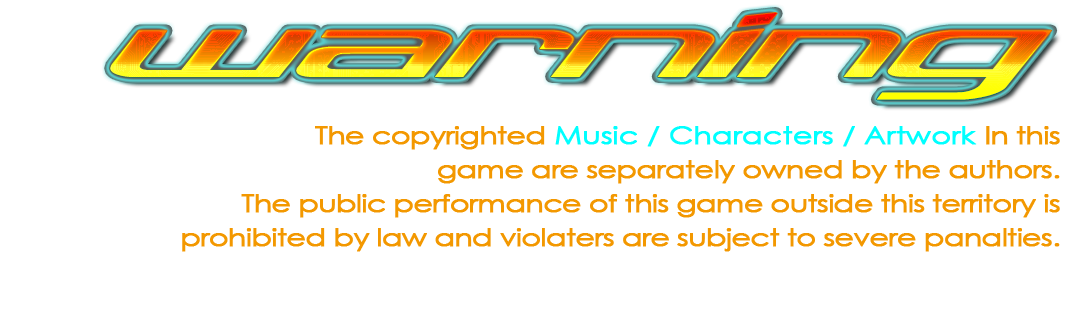 warning
The copyrighted Music / Characters / Artwork In this
game are separately owned by the authors.
The public performance of this game outside this territory is
prohibited by law and violaters are subject to severe panalties.